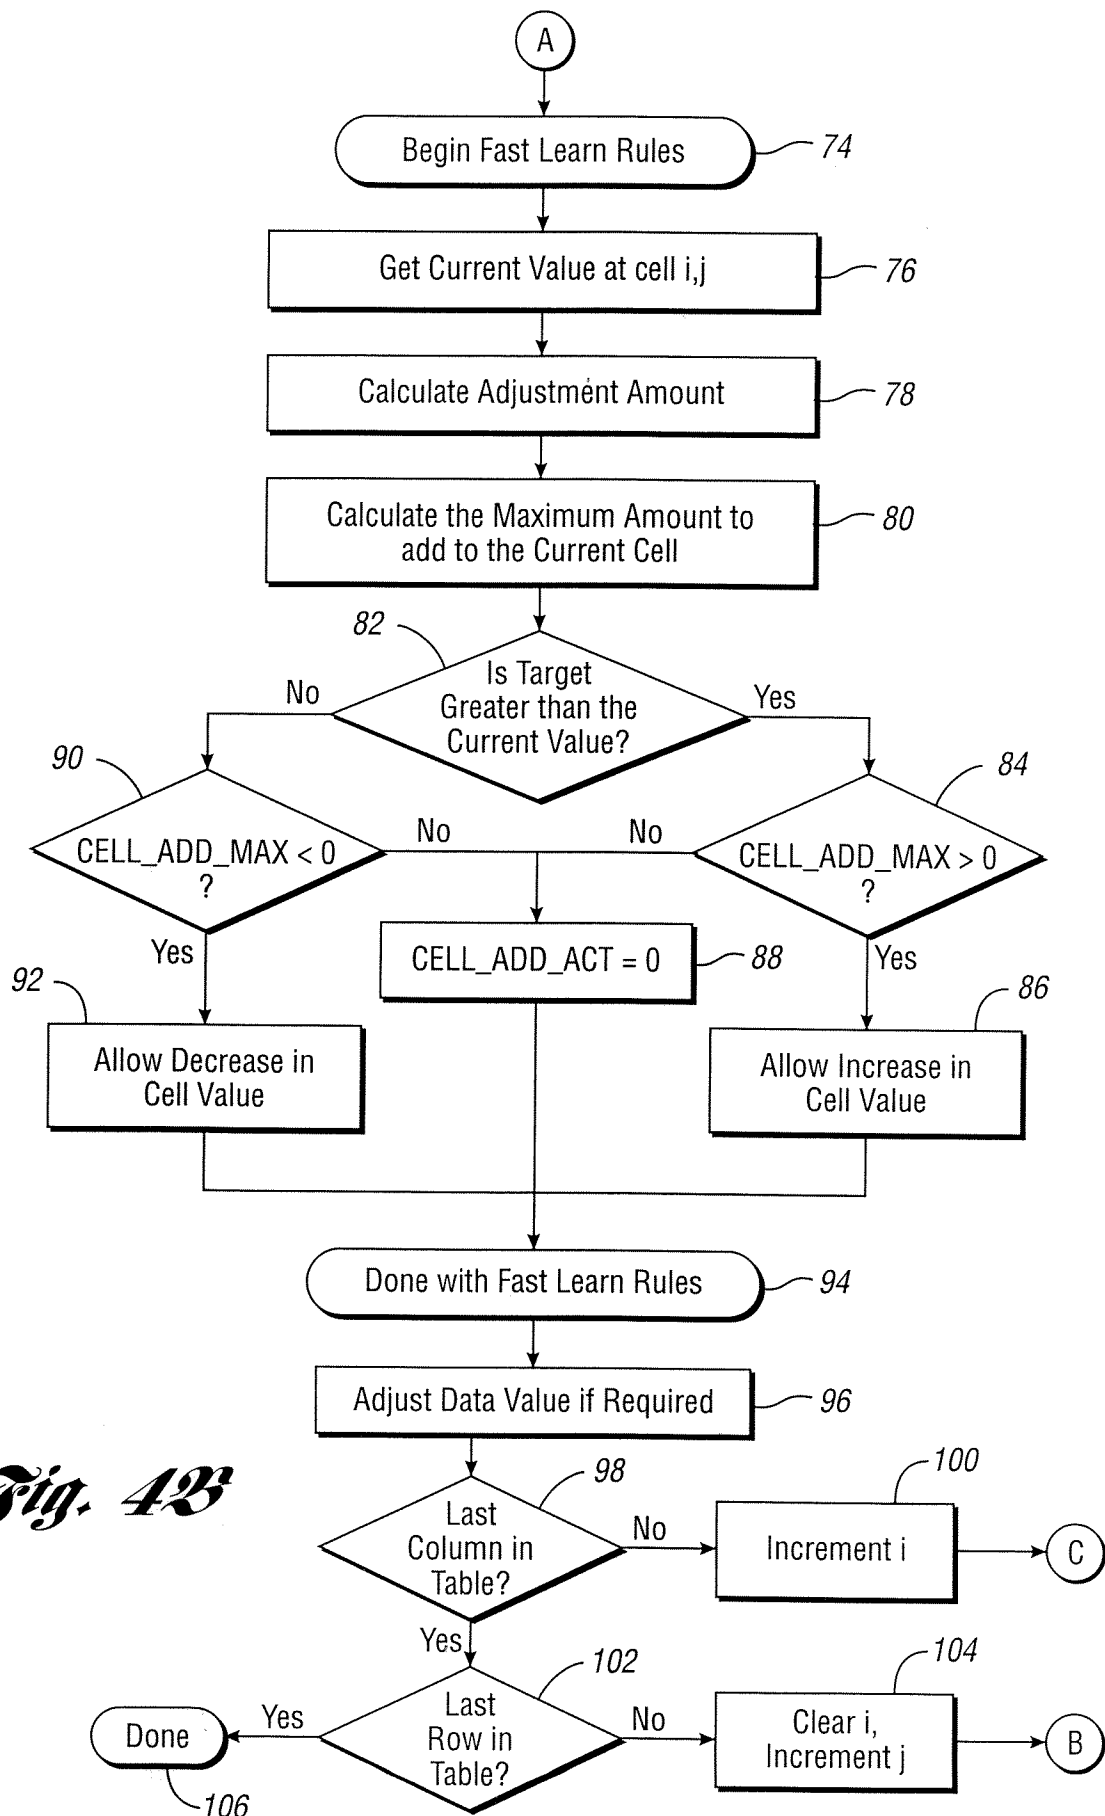 A
Begin Fast Learn Rules
74
Get Current Value at cell i,j
76
Calculate Adjustment Amount
78
Calculate the Maximum Amount to
add to the Current Cell
80
82
Is Target
Greater than the
Current Value?
No
Yes
90
CELL_ADD_MAX < 0
?
No
No
84
CELL_ADD_MAX > 0
?
Yes
CELL_ADD_ACT = 0
88
Yes
92
Allow Decrease in
Cell Value
86
Allow Increase in
Cell Value
Done with Fast Learn Rules
94
Adjust Data Value if Required
96
Fig. 4B
98
Last
Column in
Table?
No
100
Increment i
C
Yes
102
Last
Row in
Table?
Yes
Done
106
No
104
Clear i,
Increment j
B